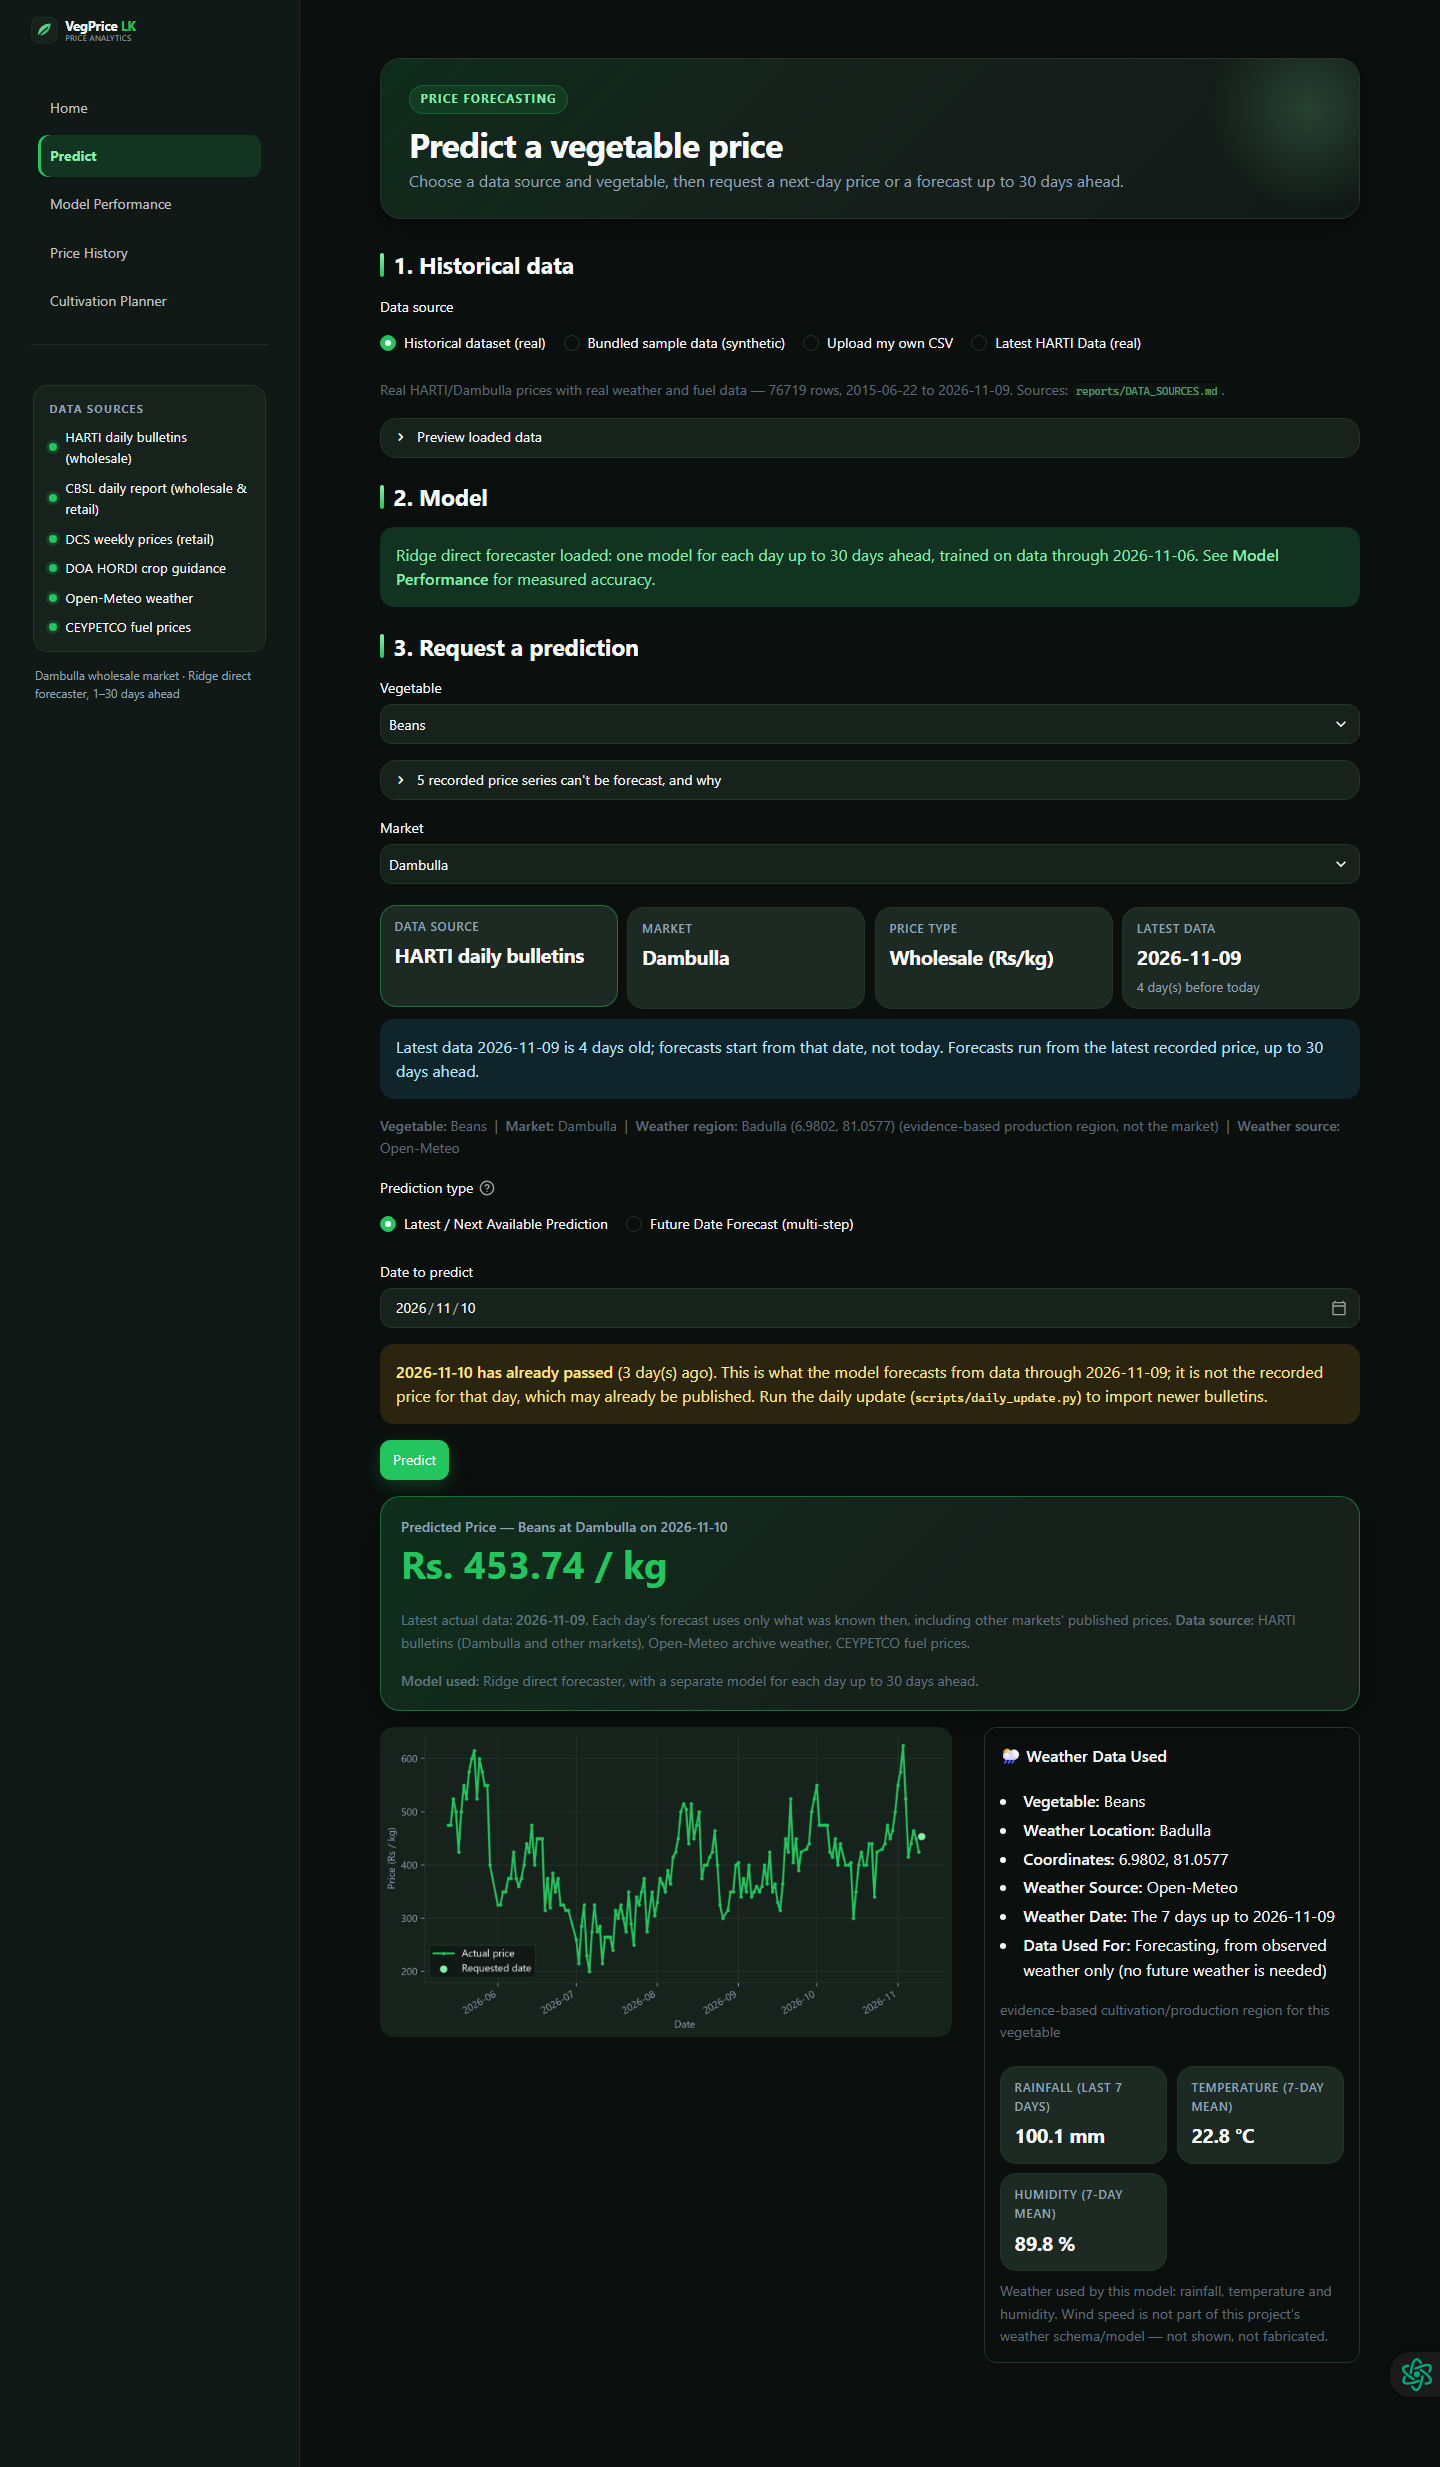 VegPrice LK
PRICE ANALYTICS
Home
Predict
Model Performance
Price History
Cultivation Planner
DATA SOURCES
HARTI daily bulletins
(wholesale)
CBSL daily report (wholesale &
retail)
DCS weekly prices (retail)
DOA HORDI crop guidance
Open-Meteo weather
CEYPETCO fuel prices
Dambulla wholesale market · Ridge direct
forecaster, 1–30 days ahead
PRICE FORECASTING
Predict a vegetable price
Choose a data source and vegetable, then request a next-day price or a forecast up to 30 days ahead.
1. Historical data
Data source
Historical dataset (real)
Bundled sample data (synthetic)
Upload my own CSV
Latest HARTI Data (real)
Real HARTI/Dambulla prices with real weather and fuel data — 76719 rows, 2015-06-22 to 2026-11-09. Sources: reports/DATA_SOURCES.md.
Preview loaded data
2. Model
Ridge direct forecaster loaded: one model for each day up to 30 days ahead, trained on data through 2026-11-06. See Model
Performance for measured accuracy.
3. Request a prediction
Vegetable
Beans
5 recorded price series can't be forecast, and why
Market
Dambulla
DATA SOURCE
HARTI daily bulletins
MARKET
Dambulla
PRICE TYPE
Wholesale (Rs/kg)
LATEST DATA
2026-11-09
4 day(s) before today
Latest data 2026-11-09 is 4 days old; forecasts start from that date, not today. Forecasts run from the latest recorded price, up to 30
days ahead.
Vegetable: Beans | Market: Dambulla | Weather region: Badulla (6.9802, 81.0577) (evidence-based production region, not the market) | Weather source:
Open-Meteo
Prediction type
Latest / Next Available Prediction
Future Date Forecast (multi-step)
Date to predict
2026/11/10
2026-11-10 has already passed (3 day(s) ago). This is what the model forecasts from data through 2026-11-09; it is not the recorded
price for that day, which may already be published. Run the daily update (scripts/daily_update.py) to import newer bulletins.
Predict
Predicted Price — Beans at Dambulla on 2026-11-10
Rs. 453.74 / kg
Latest actual data: 2026-11-09. Each day's forecast uses only what was known then, including other markets' published prices. Data source: HARTI
bulletins (Dambulla and other markets), Open-Meteo archive weather, CEYPETCO fuel prices.
Model used: Ridge direct forecaster, with a separate model for each day up to 30 days ahead.
600
500
400
300
200
Price (Rs / kg)
Actual price
Requested date
2026-06
2026-07
2026-08
2026-09
2026-10
2026-11
Date
Weather Data Used
Vegetable: Beans
Weather Location: Badulla
Coordinates: 6.9802, 81.0577
Weather Source: Open-Meteo
Weather Date: The 7 days up to 2026-11-09
Data Used For: Forecasting, from observed
weather only (no future weather is needed)
evidence-based cultivation/production region for this
vegetable
RAINFALL (LAST 7
DAYS)
100.1 mm
TEMPERATURE (7-DAY
MEAN)
22.8 °C
HUMIDITY (7-DAY
MEAN)
89.8 %
Weather used by this model: rainfall, temperature and
humidity. Wind speed is not part of this project's
weather schema/model — not shown, not fabricated.